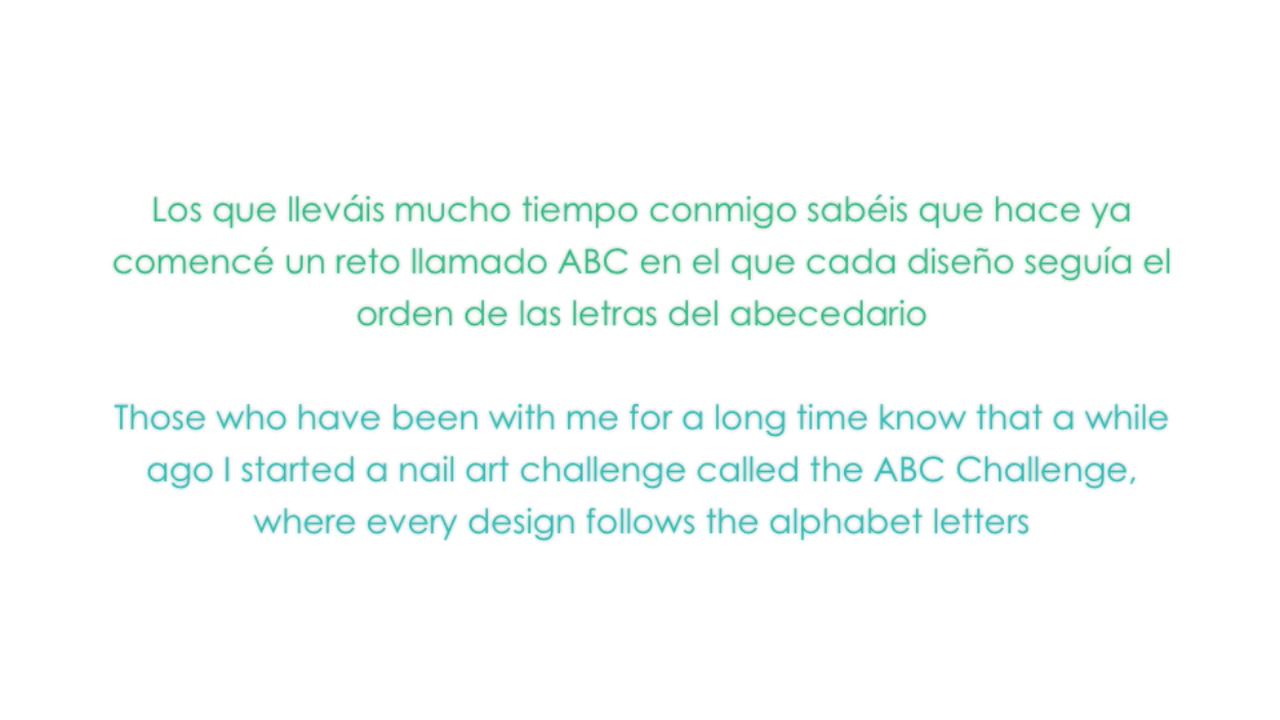 Los que lleváis mucho tiempo conmigo sabéis que hace ya
comencé un reto llamado ABC en el que cada diseño seguía el
orden de las letras del abecedario
Those who have been with me for a long time know that a while
ago I started a nail art challenge called the ABC Challenge,
where every design follows the alphabet letters